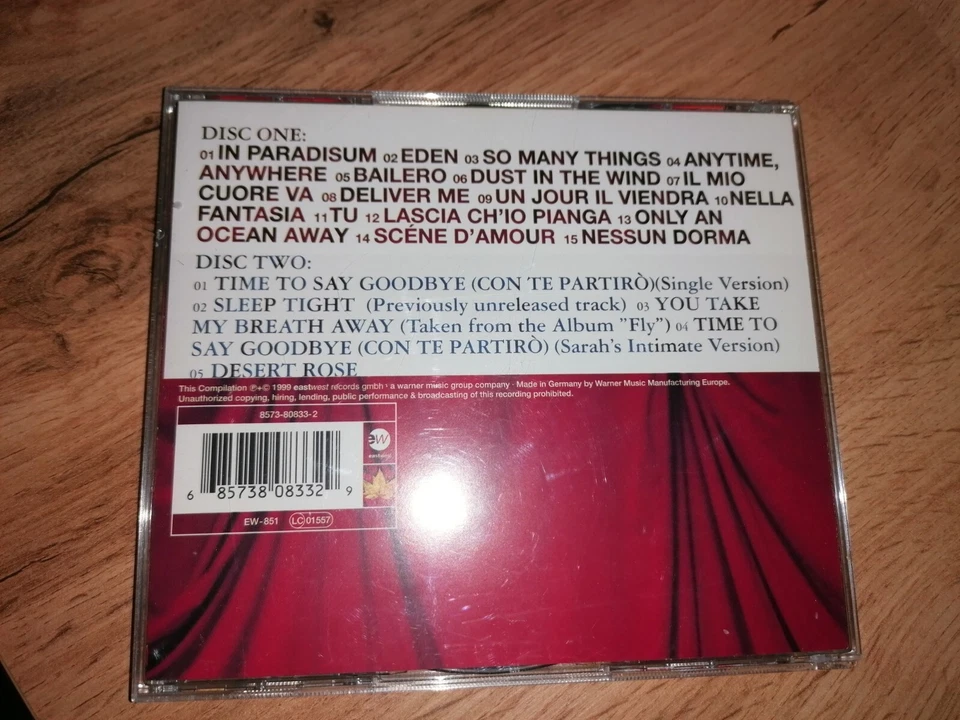 DISC ONE:
01 IN PARADISUM 02 EDEN 03 SO MANY THINGS 04 ANYTIME,
ANYWHERE 05 BAILERO 06 DUST IN THE WIND 07 IL MIO
CUORE VA 08 DELIVER ME 09 UN JOUR IL VIENDRA 10 NELLA
FANTASIA 11 TU 12 LASCIA CH'IO PIANGA 13 ONLY AN
OCEAN AWAY 14 SCÉNE D'AMOUR 15 NESSUN DORMA
DISC TWO:
01 TIME TO SAY GOODBYE (CON TE PARTIRÒ)(Single Version)
02 SLEEP TIGHT (Previously unreleased track) 03 YOU TAKE
MY BREATH AWAY (Taken from the Album "Fly") 04 TIME TO
SAY GOODBYE (CON TE PARTIRÒ) (Sarah's Intimate Version)
05 DESERT ROSE
This Compilation ℗+© 1999 eastwest records gmbh · a warner music group company · Made in Germany by Warner Music Manufacturing Europe.
Unauthorized copying, hiring, lending, public performance & broadcasting of this recording prohibited.
8573-80833-2
ew
eastwest
6 85738 08332 9
EW-851 LC 01557